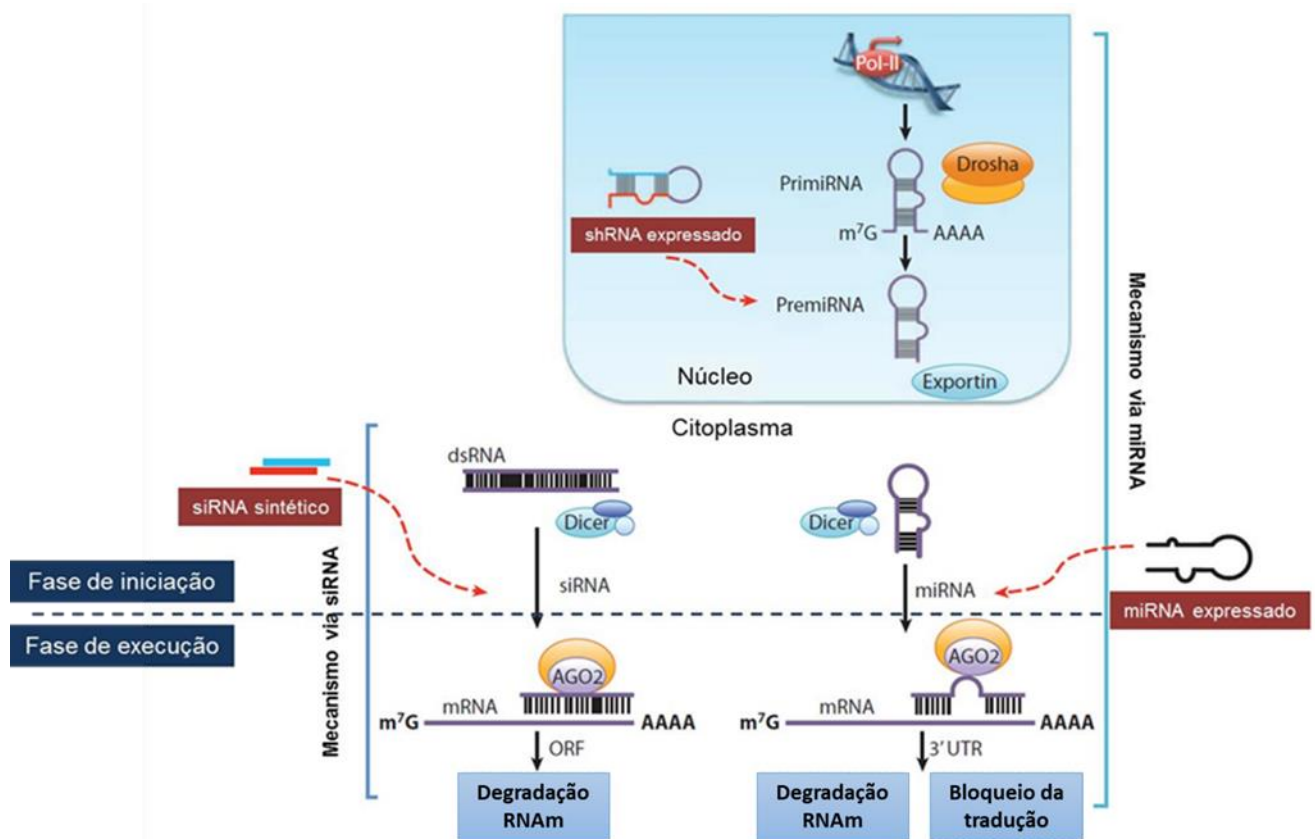 Pol-II
Drosha
PrimiRNA
m⁷G
AAAA
shRNA expressado
PremiRNA
Núcleo
Exportin
Citoplasma
Mecanismo via miRNA
dsRNA
siRNA sintético
Dicer
Dicer
Fase de iniciação
siRNA
miRNA
miRNA expressado
Fase de execução
Mecanismo via siRNA
AGO2
AGO2
m⁷G
mRNA
AAAA
m⁷G
mRNA
AAAA
ORF
3' UTR
Degradação
RNAm
Degradação
RNAm
Bloqueio da
tradução